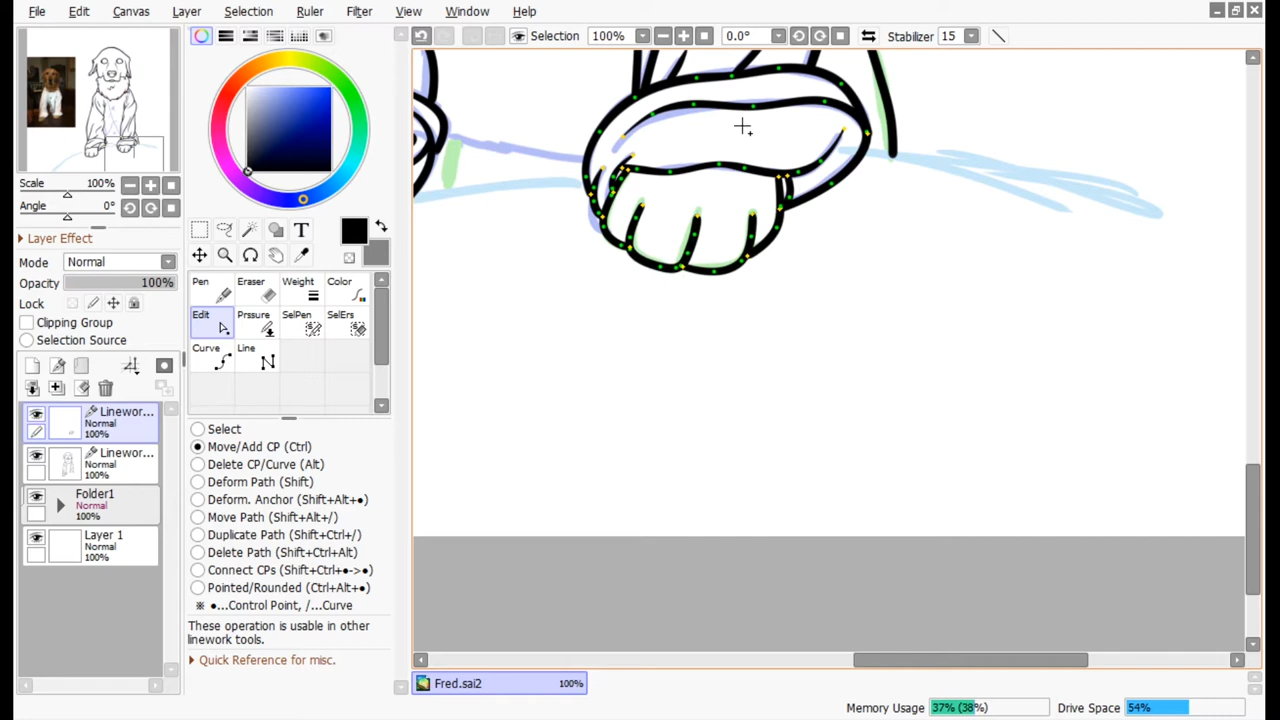 File Edit Canvas Layer Selection Ruler Filter View Window Help
Selection 100% 0.0° Stabilizer 15
Scale 100%
Angle 0°
Layer Effect
Mode Normal
Opacity 100%
Lock
Clipping Group
Selection Source
Linewor...
Normal
100%
Linewor...
Normal
100%
Folder1
Normal
100%
Layer 1
Normal
100%
T
Pen Eraser Weight Color
Edit Prssure SelPen SelErs
Curve Line
Select
Move/Add CP (Ctrl)
Delete CP/Curve (Alt)
Deform Path (Shift)
Deform. Anchor (Shift+Alt+●)
Move Path (Shift+Alt+/)
Duplicate Path (Shift+Ctrl+/)
Delete Path (Shift+Ctrl+Alt)
Connect CPs (Shift+Ctrl+●->●)
Pointed/Rounded (Ctrl+Alt+●)
※ ●...Control Point, /...Curve
These operation is usable in other
linework tools.
Quick Reference for misc.
Fred.sai2 100%
Memory Usage 37% (38%) Drive Space 54%